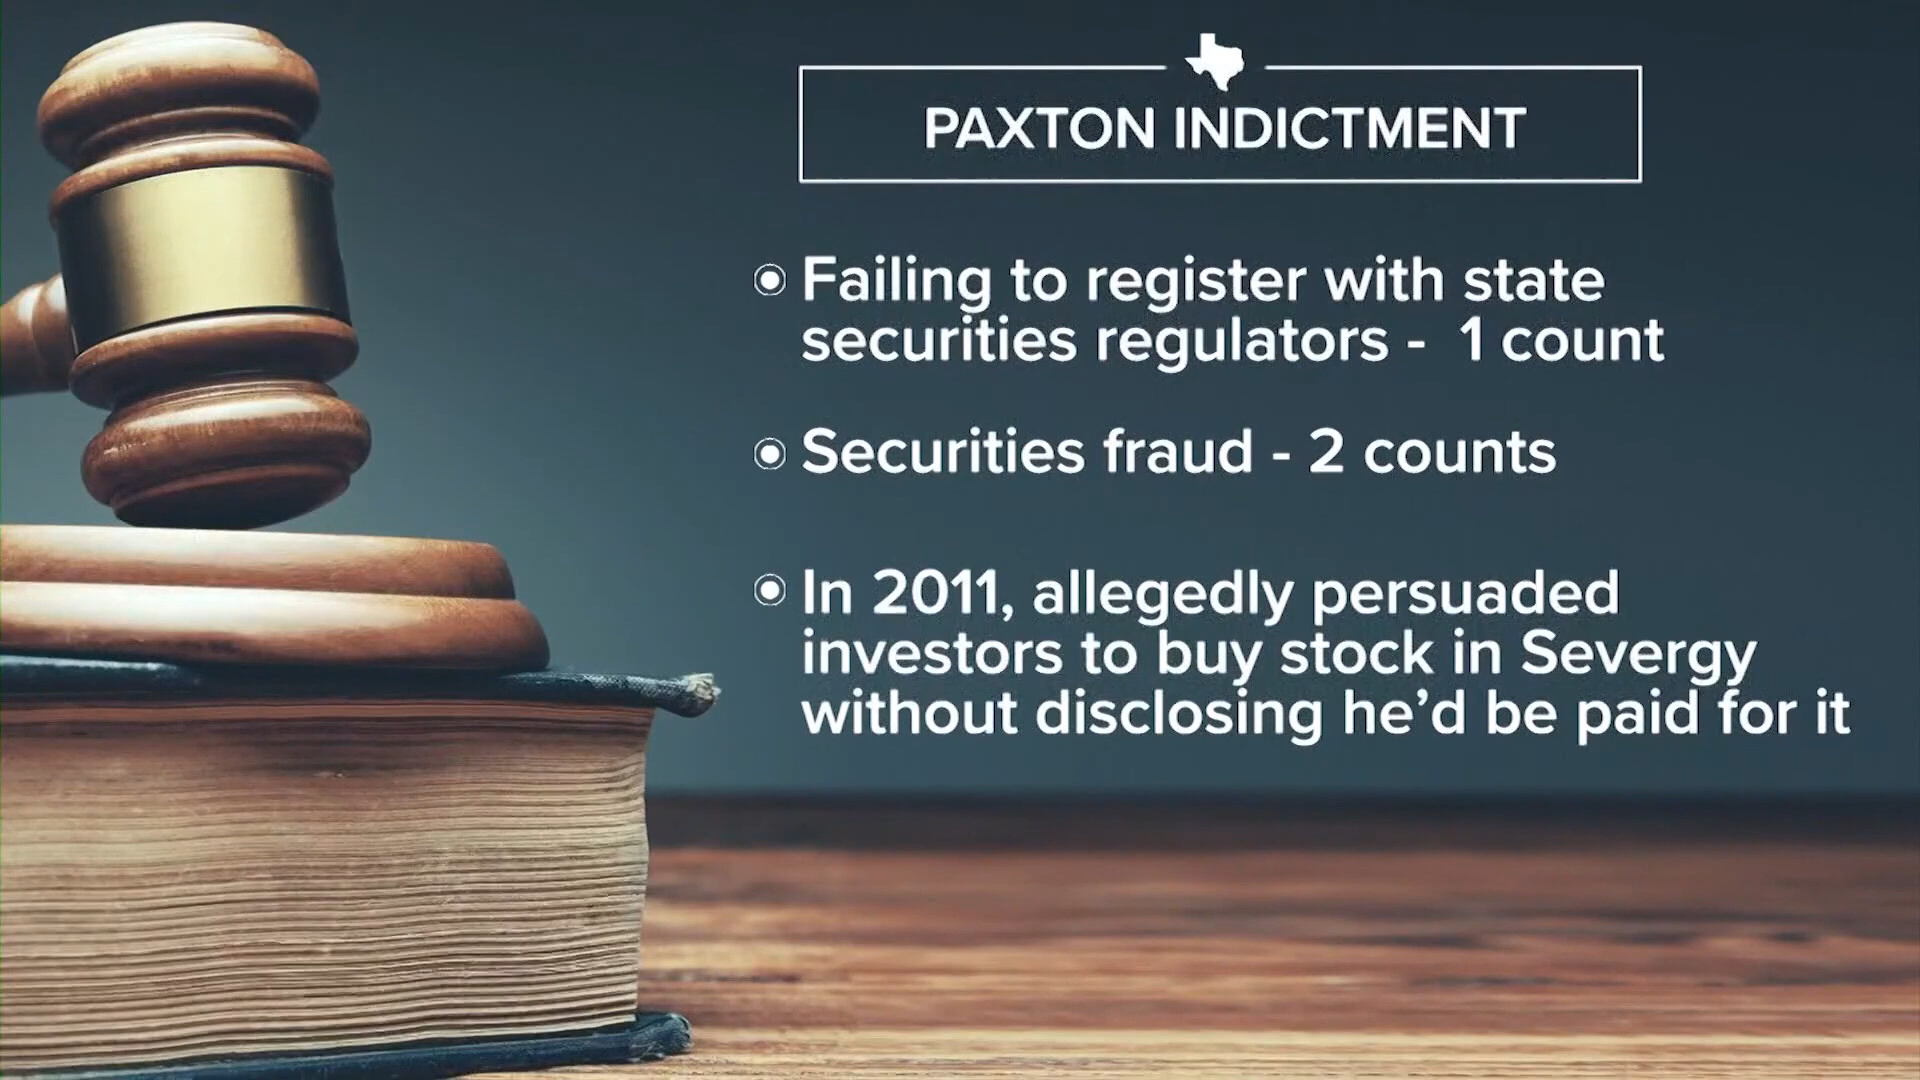 PAXTON INDICTMENT
Failing to register with state
securities regulators - 1 count
Securities fraud - 2 counts
In 2011, allegedly persuaded
investors to buy stock in Severgy
without disclosing he’d be paid for it